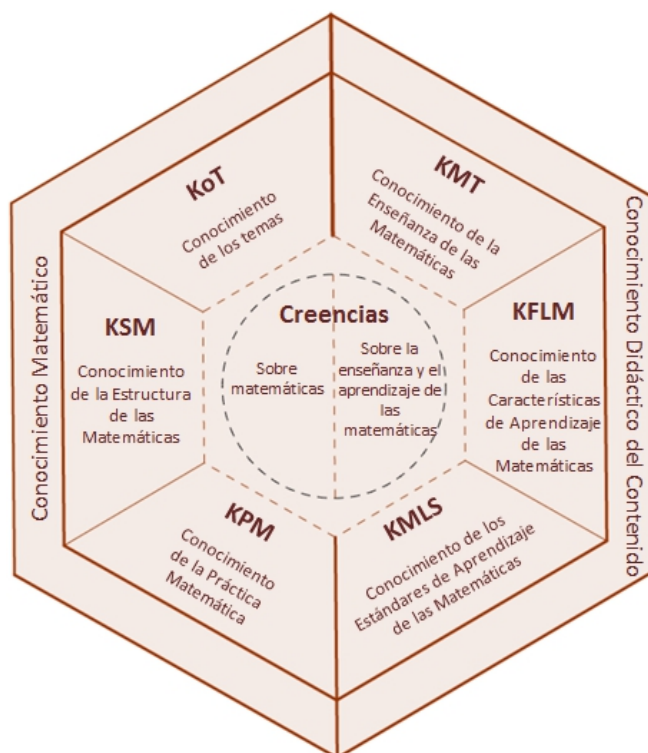 Conocimiento Matemático
KoT
Conocimiento
de los temas
KSM
Conocimiento
de la Estructura
de las
Matemáticas
KPM
Conocimiento
de la Práctica
Matemática
Creencias
Sobre
matemáticas
Sobre la
enseñanza y el
aprendizaje de
las
matemáticas
KMT
Conocimiento de la
Enseñanza de las
Matemáticas
KFLM
Conocimiento
de las
Características
de Aprendizaje
de las
Matemáticas
KMLS
Conocimiento de los
Estándares de Aprendizaje
de las Matemáticas
Conocimiento Didáctico del Contenido